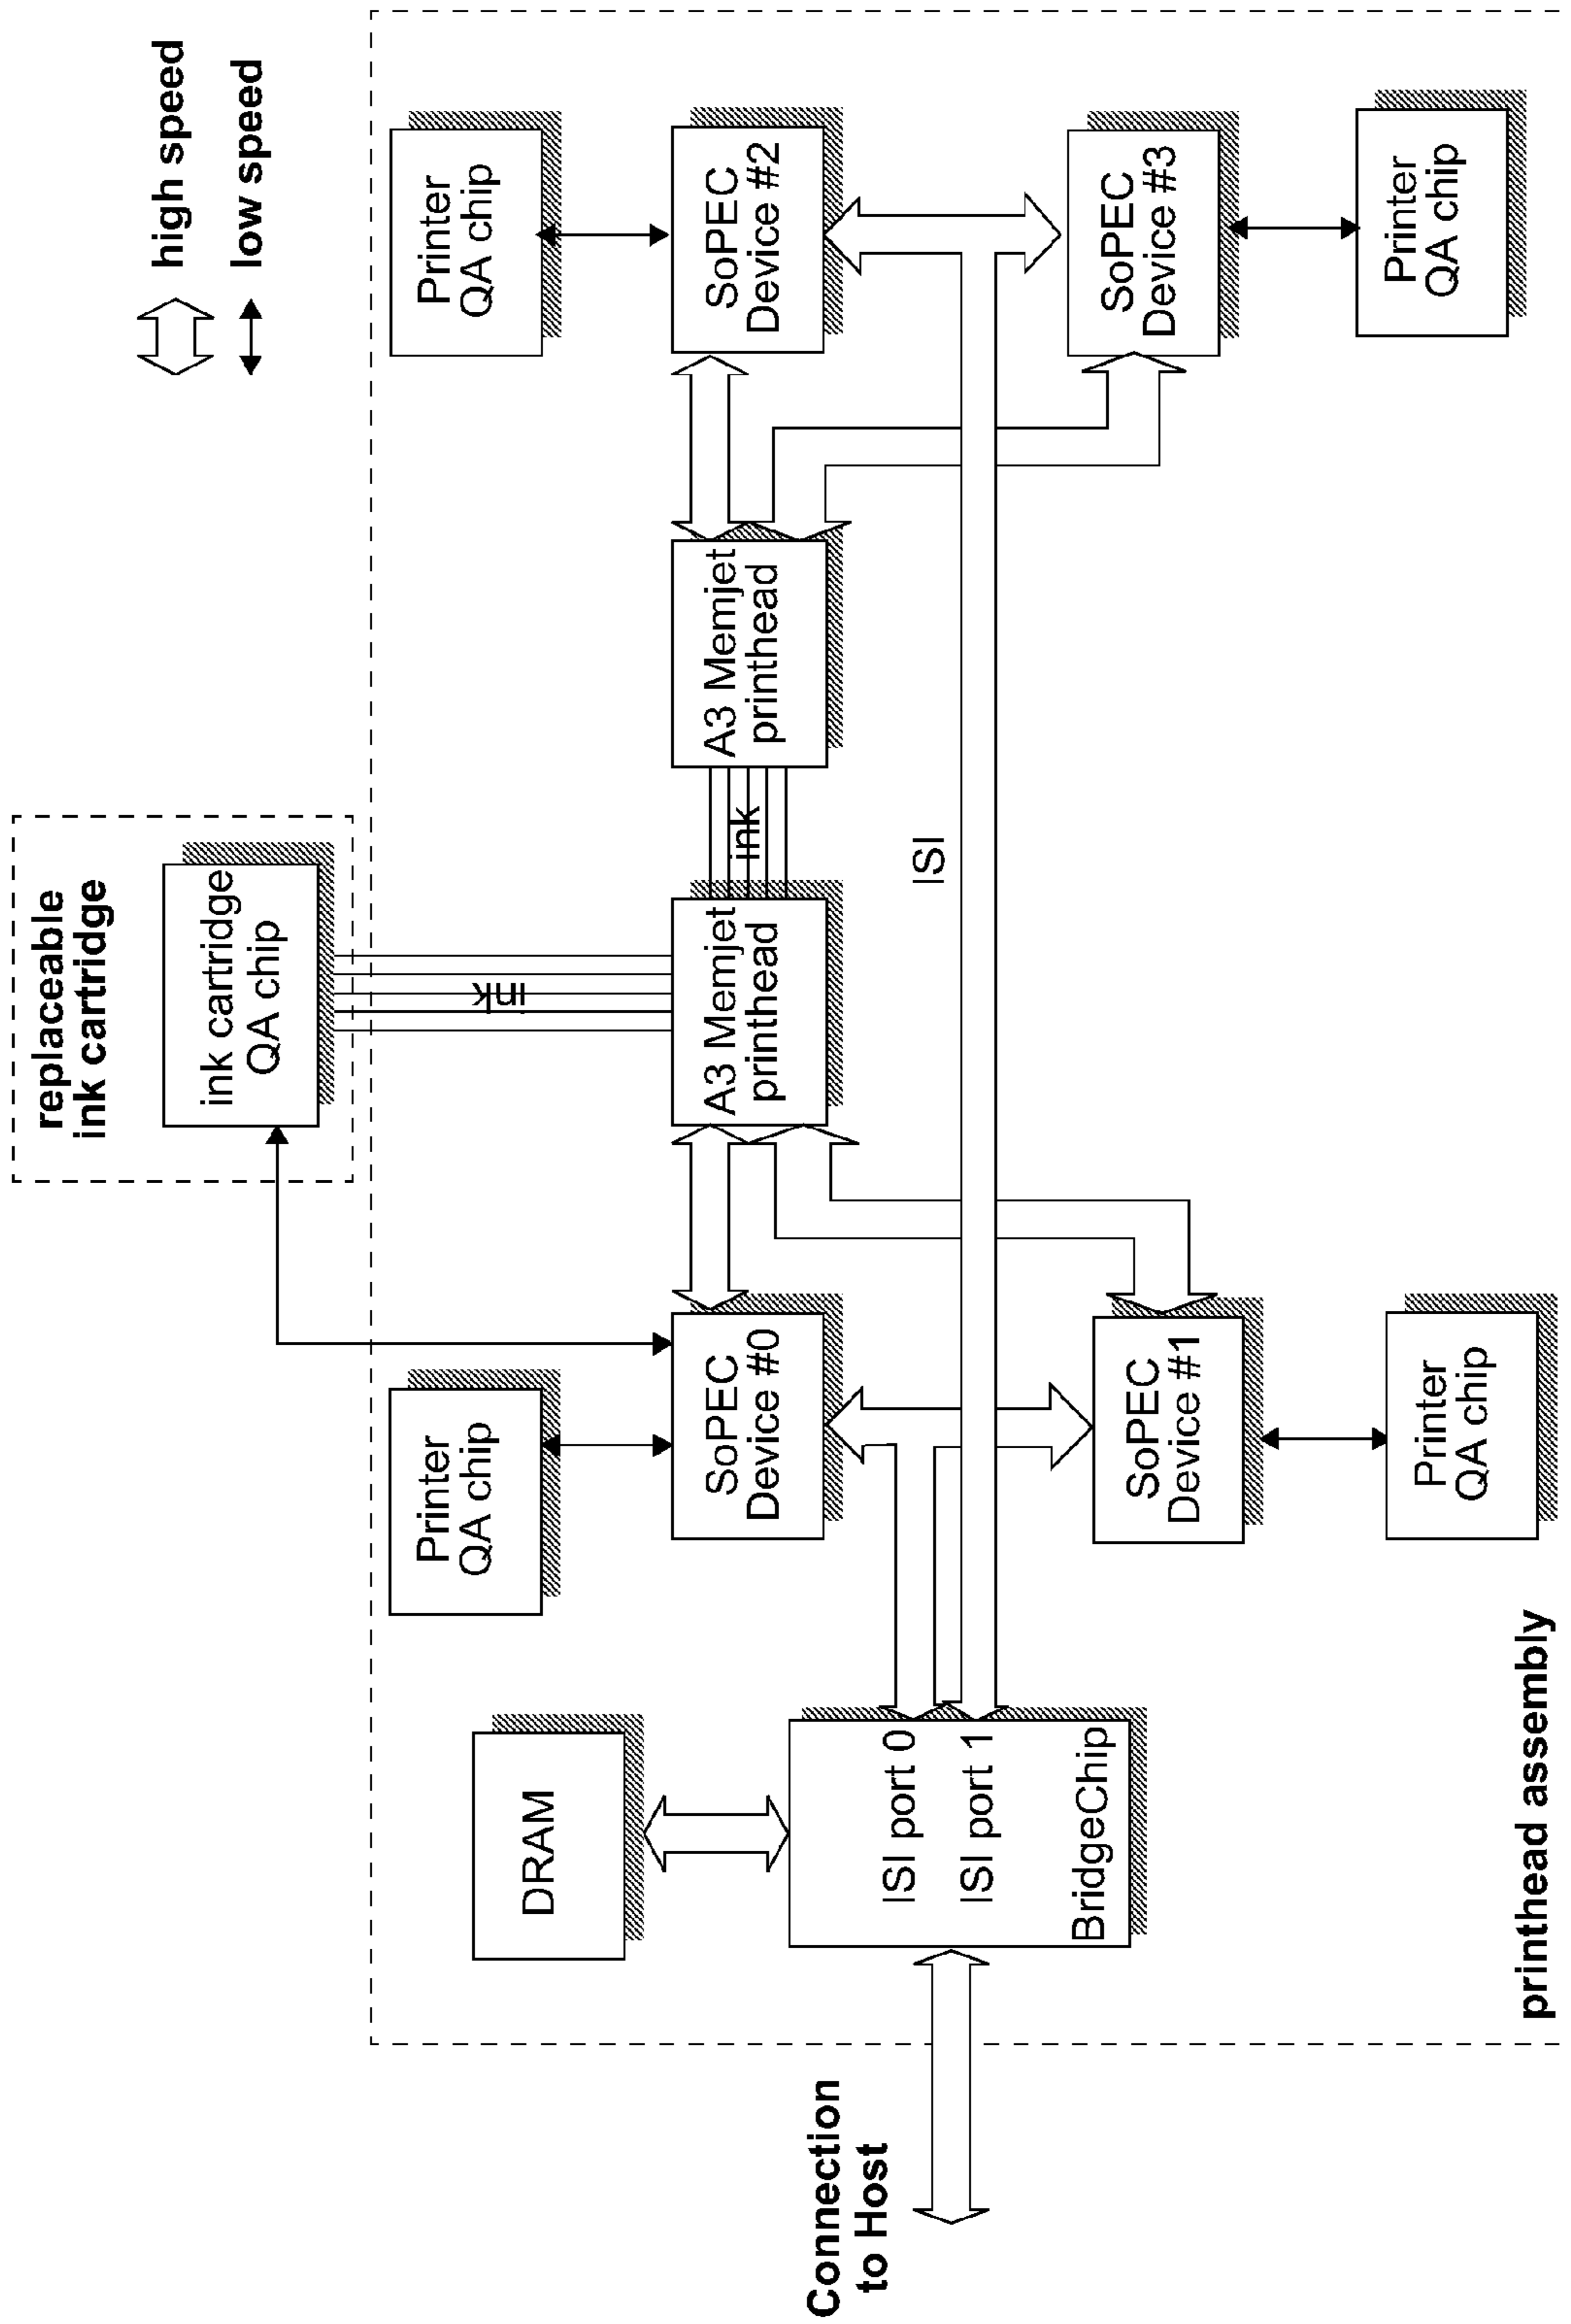 high speed
low speed
replaceable
ink cartridge
ink cartridge
QA chip
Printer
QA chip
Printer
QA chip
DRAM
ink
SoPEC
Device #0
A3 Memjet
printhead
ink
A3 Memjet
printhead
SoPEC
Device #2
Connection
to Host
ISI port 0
ISI port 1
BridgeChip
ISI
SoPEC
Device #1
SoPEC
Device #3
Printer
QA chip
Printer
QA chip
printhead assembly